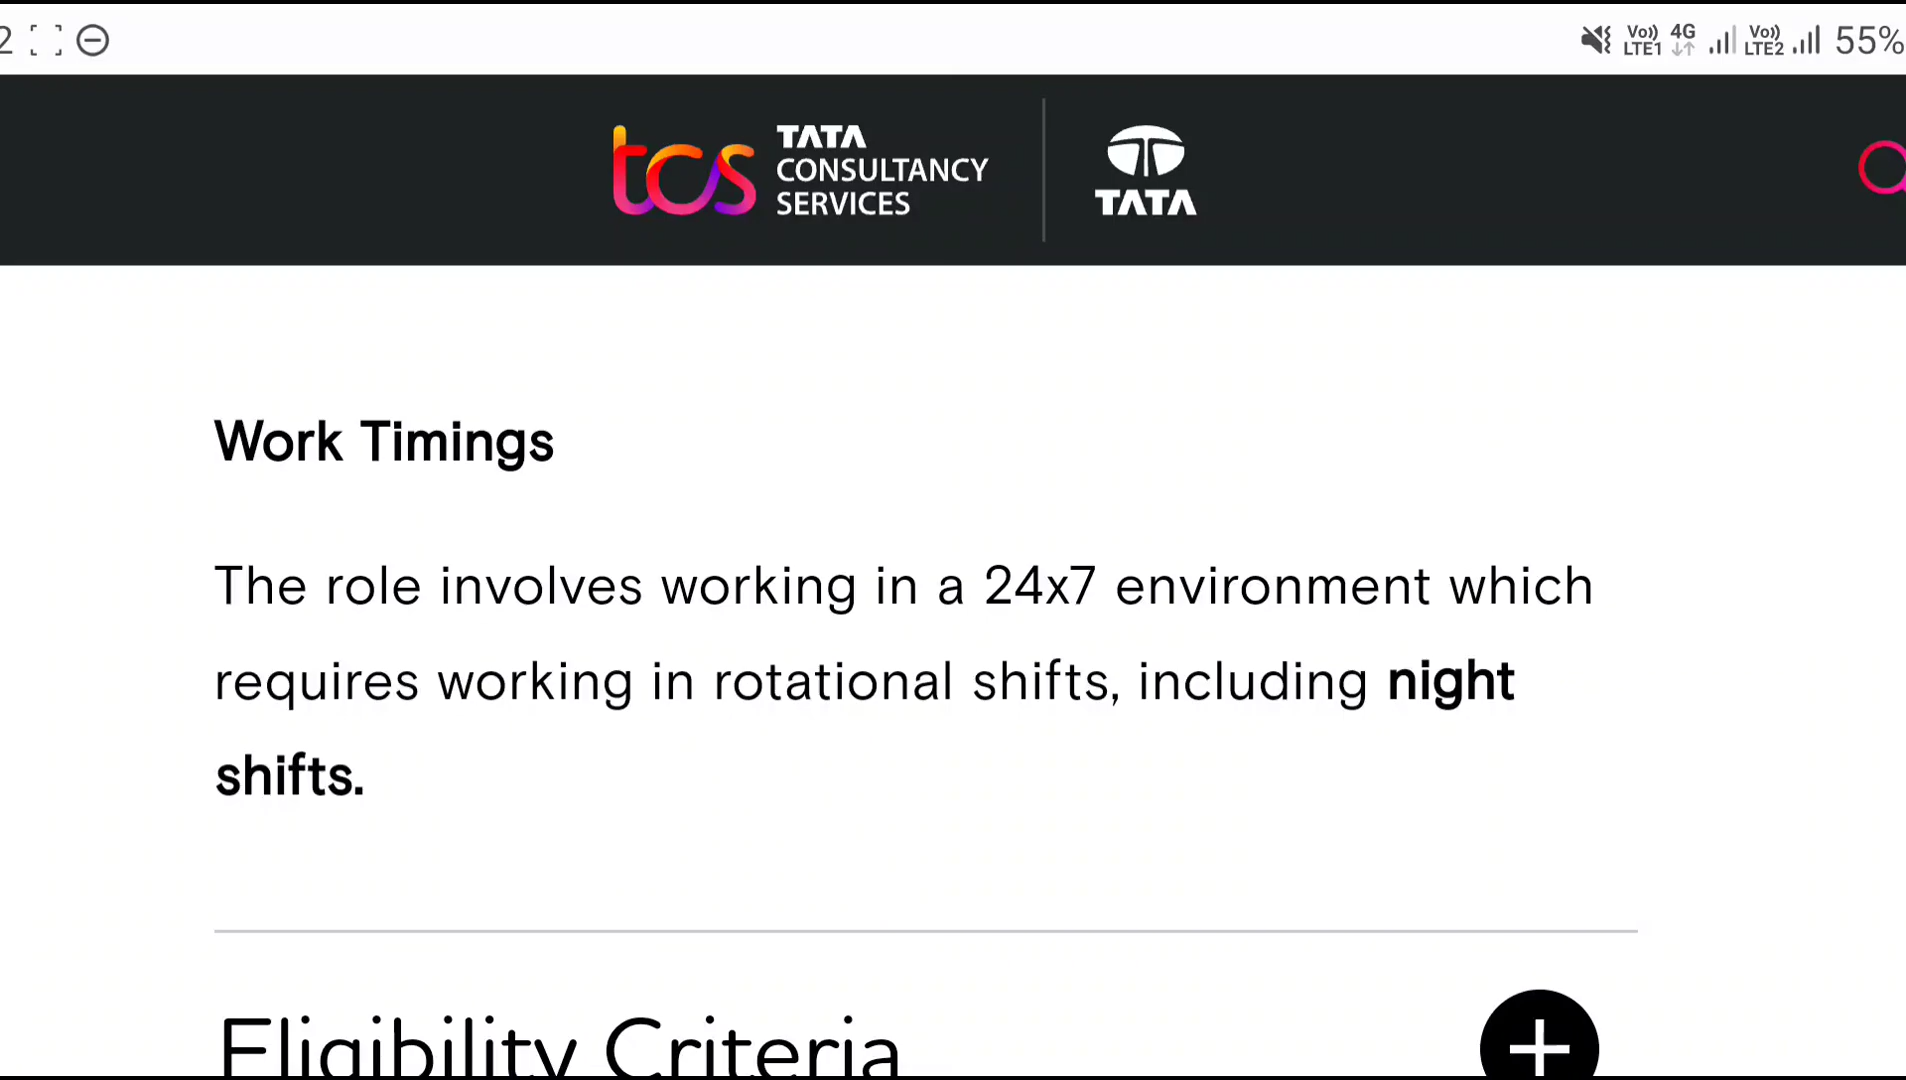 2
Vo)) LTE1 4G Vo)) LTE2 55%
tcs TATA CONSULTANCY SERVICES TATA
Work Timings
The role involves working in a 24x7 environment which
requires working in rotational shifts, including night
shifts.
Eligibility Criteria